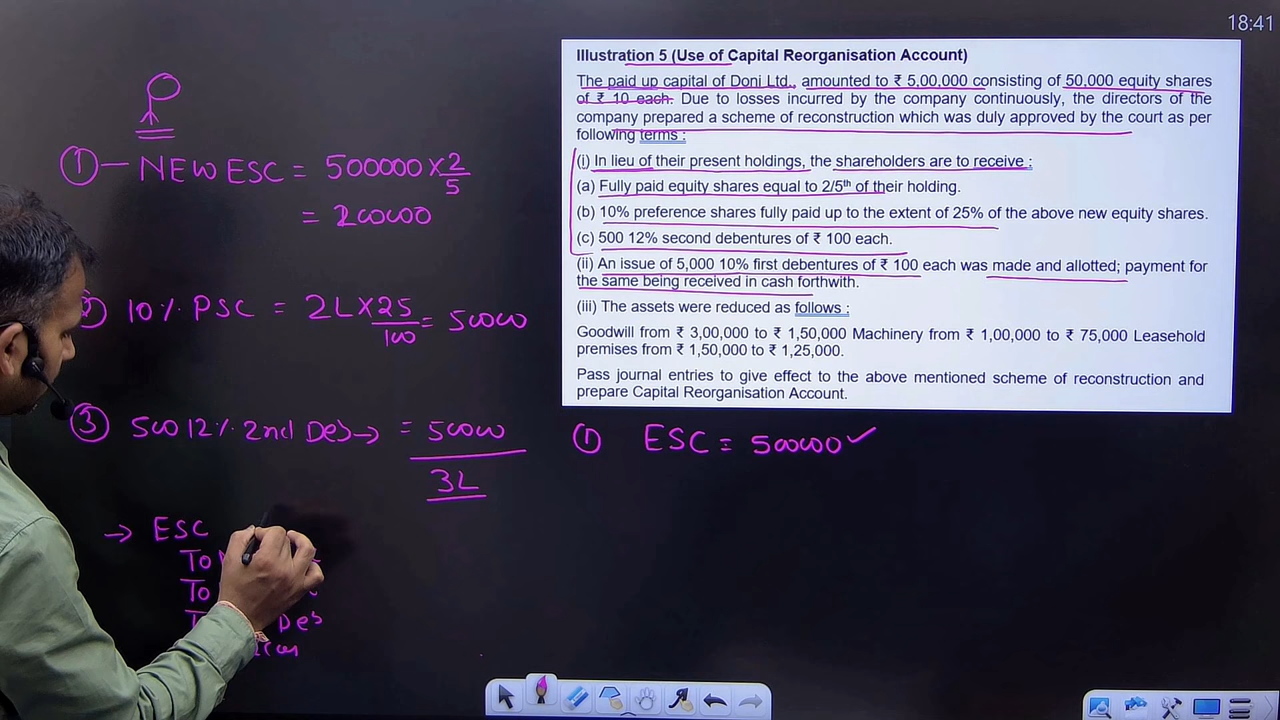 18:41
Illustration 5 (Use of Capital Reorganisation Account)
The paid up capital of Doni Ltd., amounted to ₹ 5,00,000 consisting of 50,000 equity shares
of ₹ 10 each. Due to losses incurred by the company continuously, the directors of the
company prepared a scheme of reconstruction which was duly approved by the court as per
following terms :
(i) In lieu of their present holdings, the shareholders are to receive :
(a) Fully paid equity shares equal to 2/5th of their holding.
(b) 10% preference shares fully paid up to the extent of 25% of the above new equity shares.
(c) 500 12% second debentures of ₹ 100 each.
(ii) An issue of 5,000 10% first debentures of ₹ 100 each was made and allotted; payment for
the same being received in cash forthwith.
(iii) The assets were reduced as follows :
Goodwill from ₹ 3,00,000 to ₹ 1,50,000 Machinery from ₹ 1,00,000 to ₹ 75,000 Leasehold
premises from ₹ 1,50,000 to ₹ 1,25,000.
Pass journal entries to give effect to the above mentioned scheme of reconstruction and
prepare Capital Reorganisation Account.
① — NEW ESC = 500000 × 2/5
= 200000
10% PSC = 2L × 25/100 = 50000
③ 500 12% 2nd Deb → = 50000
3L
→ ESC
To
To
Deb
① ESC = 500000 ✓